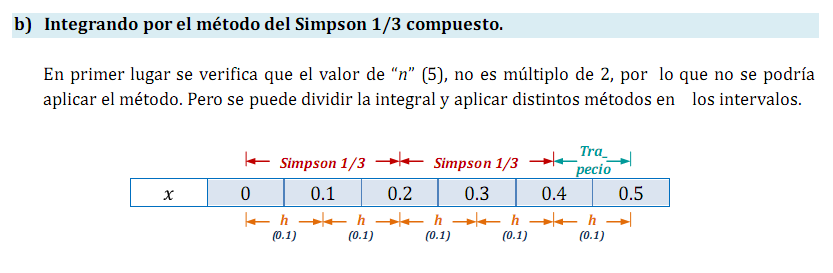 b) Integrando por el método del Simpson 1/3 compuesto.
En primer lugar se verifica que el valor de “n” (5), no es múltiplo de 2, por lo que no se podría
aplicar el método. Pero se puede dividir la integral y aplicar distintos métodos en los intervalos.
Simpson 1/3 Simpson 1/3 Tra_
pecio
x 0 0.1 0.2 0.3 0.4 0.5
h h h h h
(0.1) (0.1) (0.1) (0.1) (0.1)